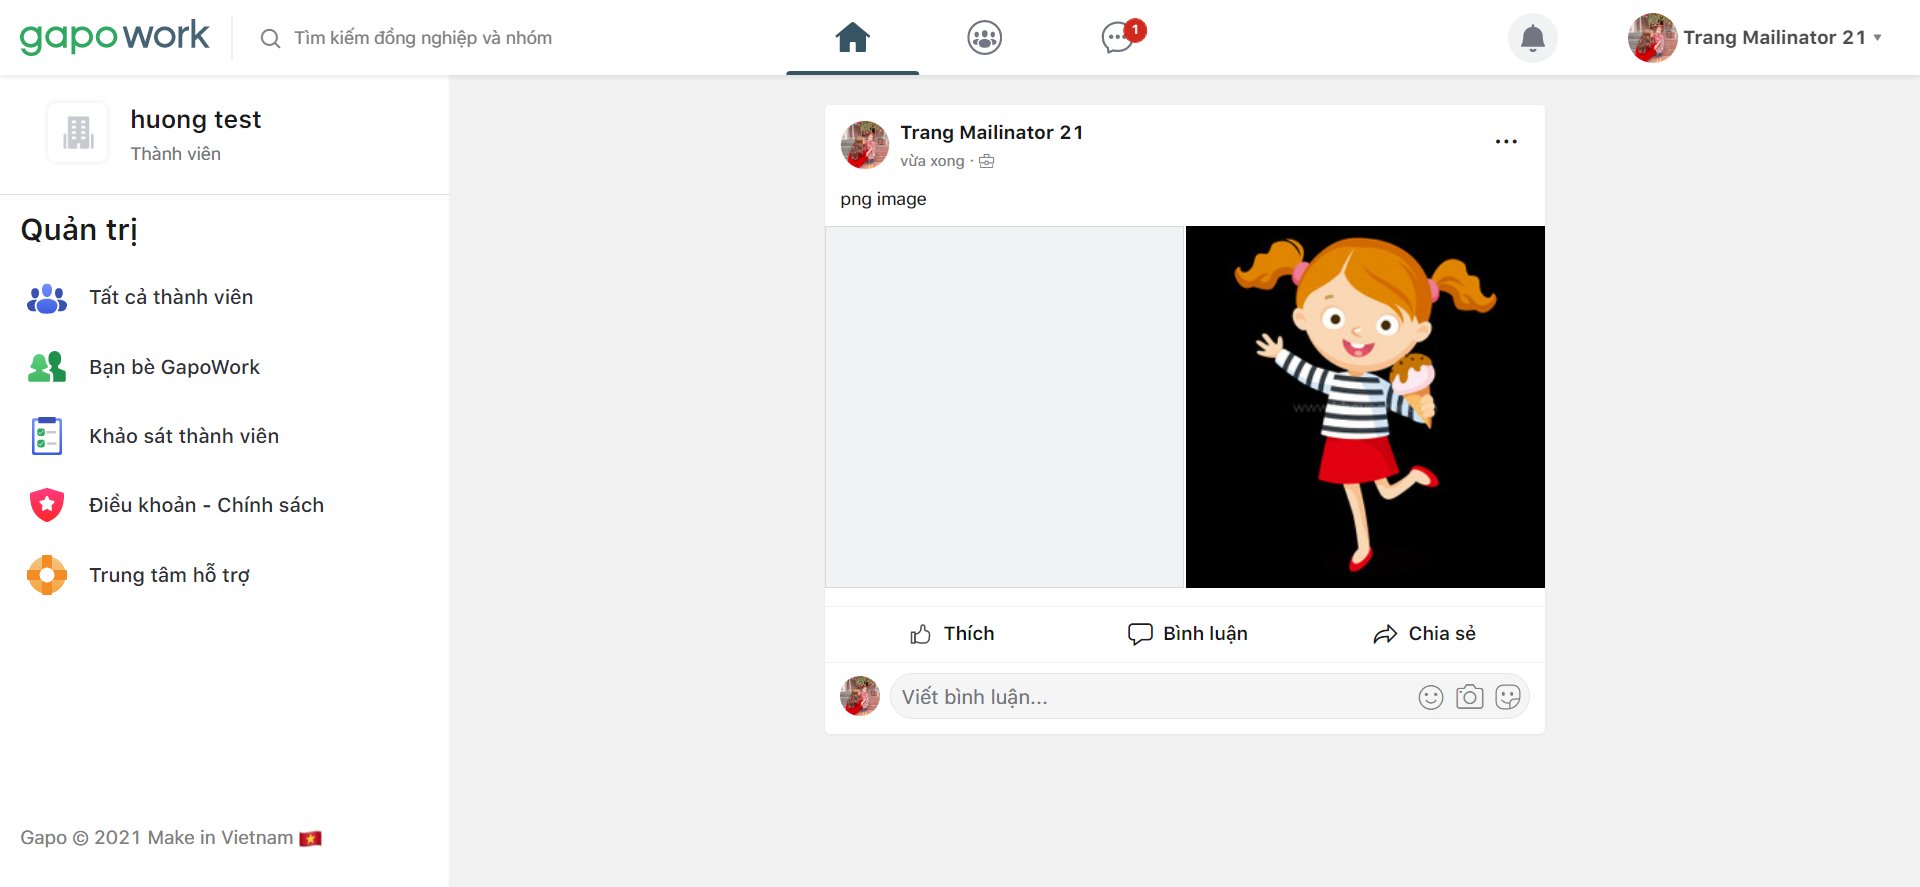 gapowork
Tìm kiếm đồng nghiệp và nhóm
1
Trang Mailinator 21
huong test
Thành viên
Quản trị
Tất cả thành viên
Bạn bè GapoWork
Khảo sát thành viên
Điều khoản - Chính sách
Trung tâm hỗ trợ
Gapo © 2021 Make in Vietnam
Trang Mailinator 21
vừa xong ·
png image
Thích
Bình luận
Chia sẻ
Viết bình luận...